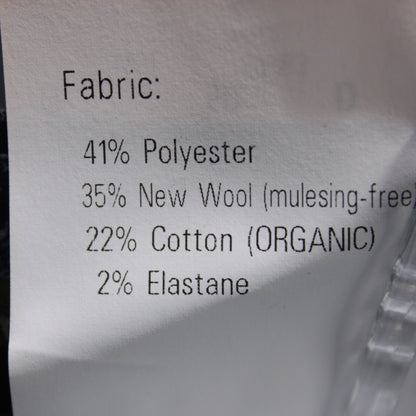 Fabric:
41% Polyester
35% New Wool (mulesing-free)
22% Cotton (ORGANIC)
2% Elastane